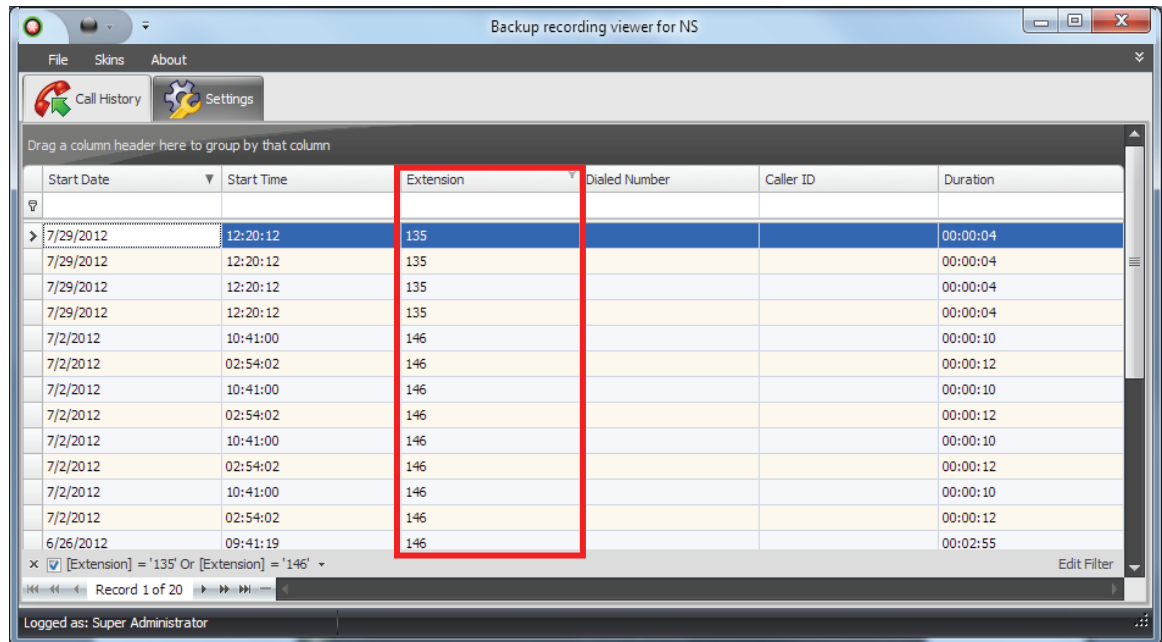 Backup recording viewer for NS
File Skins About
Call History Settings
Drag a column header here to group by that column
Start Date Start Time Extension Dialed Number Caller ID Duration
7/29/2012 12:20:12 135 00:00:04
7/29/2012 12:20:12 135 00:00:04
7/29/2012 12:20:12 135 00:00:04
7/29/2012 12:20:12 135 00:00:04
7/2/2012 10:41:00 146 00:00:10
7/2/2012 02:54:02 146 00:00:12
7/2/2012 10:41:00 146 00:00:10
7/2/2012 02:54:02 146 00:00:12
7/2/2012 10:41:00 146 00:00:10
7/2/2012 02:54:02 146 00:00:12
7/2/2012 10:41:00 146 00:00:10
7/2/2012 02:54:02 146 00:00:12
6/26/2012 09:41:19 146 00:02:55
[Extension] = '135' Or [Extension] = '146' Edit Filter
Record 1 of 20
Logged as: Super Administrator